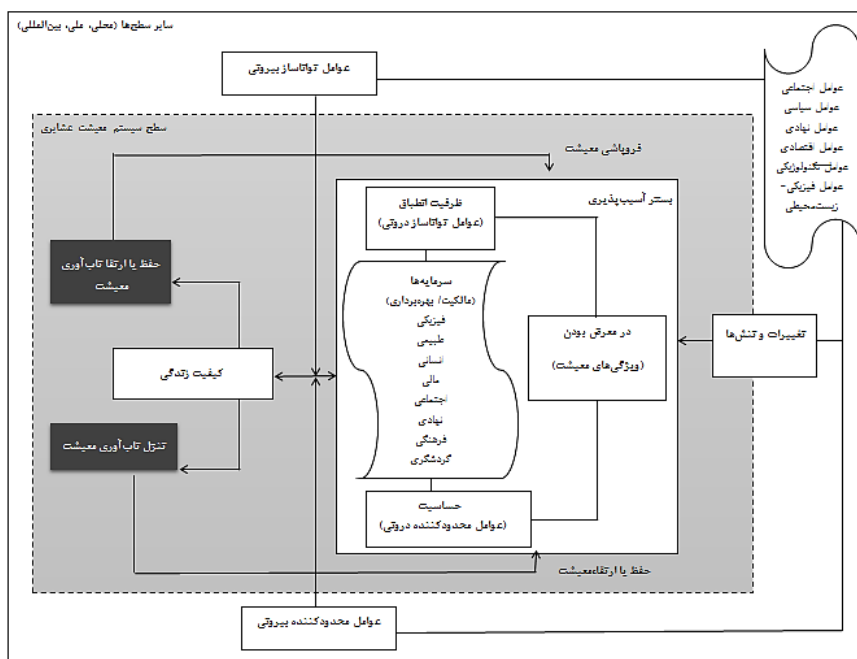 سایر سطح‌ها (محلی، ملی، بین‌المللی)
عوامل تواناساز بیرونی
عوامل اجتماعی
عوامل سیاسی
عوامل نهادی
عوامل اقتصادی
عوامل تکنولوژیکی
عوامل فیزیکی-
زیست‌محیطی
سطح سیستم معیشت عشایری
فروپاشی معیشت
بستر آسیب‌پذیری
ظرفیت انطباق
(عوامل تواناساز درونی)
حفظ یا ارتقا تاب‌آوری
معیشت
سرمایه‌ها
(مالکیت/ بهره‌برداری)
فیزیکی
طبیعی
انسانی
مالی
اجتماعی
نهادی
فرهنگی
گردشگری
در معرض بودن
(ویژگی‌های معیشت)
تغییرات و تنش‌ها
کیفیت زندگی
تنزل تاب‌آوری معیشت
حساسیت
(عوامل محدودکننده درونی)
حفظ یا ارتقاءمعیشت
عوامل محدودکننده بیرونی